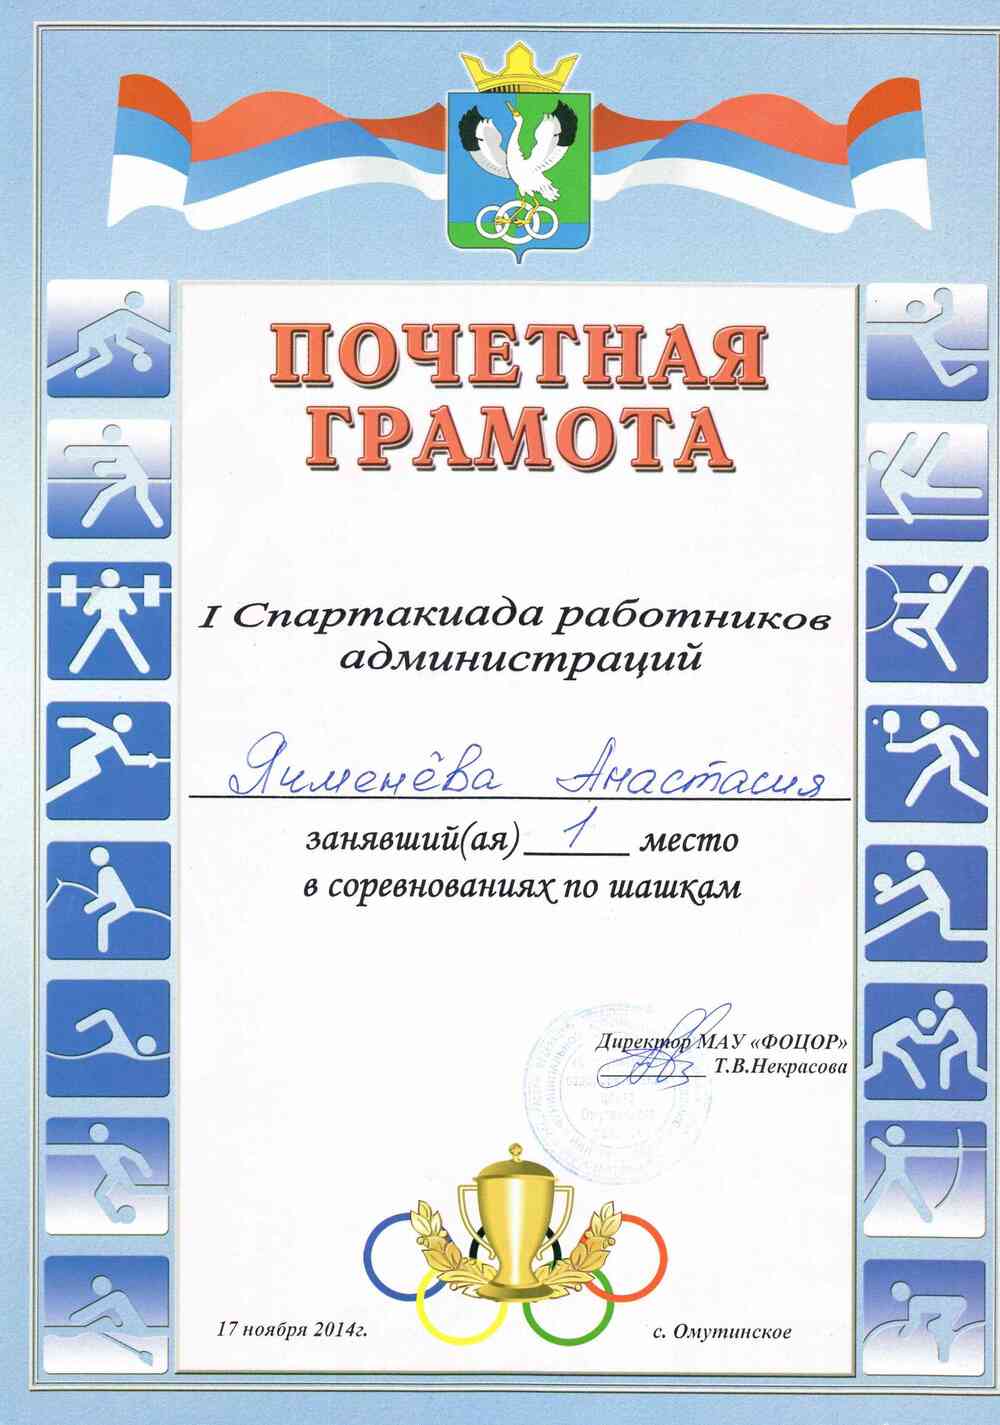 ПОЧЕТНАЯ
ГРАМОТА
I Спартакиада работников
администраций
Якименёва Анастасия
занявший(ая) 1 место
в соревнованиях по шашкам
Директор МАУ «ФОЦОР»
Т.В.Некрасова
17 ноября 2014г.
с. Омутинское